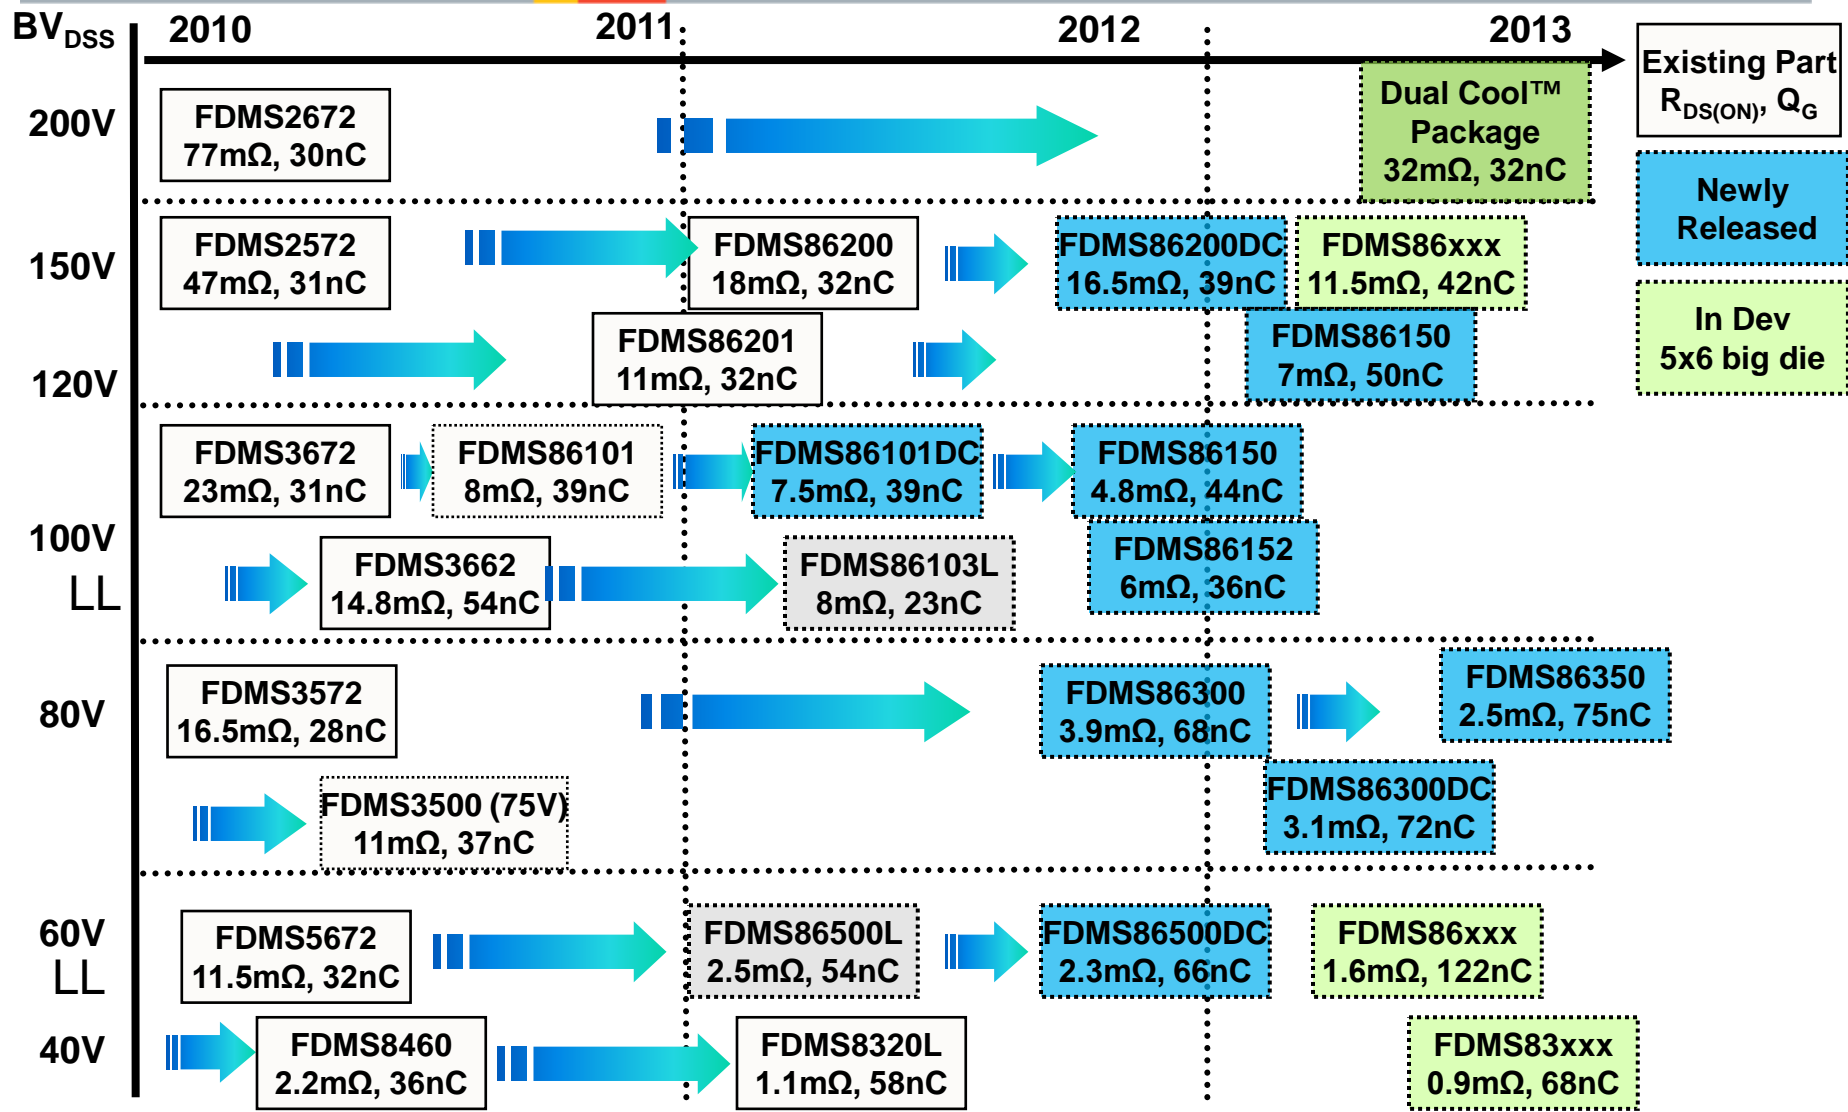 BVDSS
2010
2011
2012
2013
Existing Part
RDS(ON), QG
Newly
Released
In Dev
5x6 big die
200V
FDMS2672
77mΩ, 30nC
Dual Cool™
Package
32mΩ, 32nC
150V
FDMS2572
47mΩ, 31nC
FDMS86200
18mΩ, 32nC
FDMS86200DC
16.5mΩ, 39nC
FDMS86xxx
11.5mΩ, 42nC
120V
FDMS86201
11mΩ, 32nC
FDMS86150
7mΩ, 50nC
100V
LL
FDMS3672
23mΩ, 31nC
FDMS86101
8mΩ, 39nC
FDMS86101DC
7.5mΩ, 39nC
FDMS86150
4.8mΩ, 44nC
FDMS3662
14.8mΩ, 54nC
FDMS86103L
8mΩ, 23nC
FDMS86152
6mΩ, 36nC
80V
FDMS3572
16.5mΩ, 28nC
FDMS86300
3.9mΩ, 68nC
FDMS86350
2.5mΩ, 75nC
FDMS3500 (75V)
11mΩ, 37nC
FDMS86300DC
3.1mΩ, 72nC
60V
LL
FDMS5672
11.5mΩ, 32nC
FDMS86500L
2.5mΩ, 54nC
FDMS86500DC
2.3mΩ, 66nC
FDMS86xxx
1.6mΩ, 122nC
40V
FDMS8460
2.2mΩ, 36nC
FDMS8320L
1.1mΩ, 58nC
FDMS83xxx
0.9mΩ, 68nC